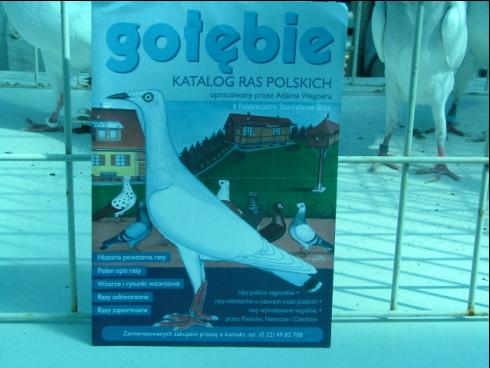 gołębie
KATALOG RAS POLSKICH
opracowany przez Adama Wegnera
z ilustracjami Stanisława
Historia powstania rasy
Pełen opis rasy
Wzorce i rysunki wzorcowe
Rasy odtworzone
Rasy zapomniane
rasy polskie regionalne •
rasy niemieckie o nazwach miast polskich •
rasy wyhodowane wspólnie •
przez Polaków, Niemców i Czechów
Zainteresowanych zakupem proszę o kontakt: tel. (0 22) 49 82 708